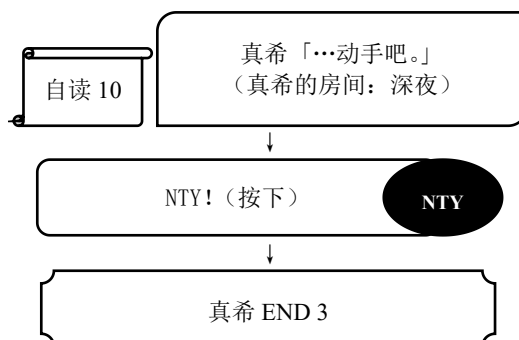 自读 10
真希「…动手吧。」
（真希的房间：深夜）
NTY!（按下）
NTY
真希 END 3